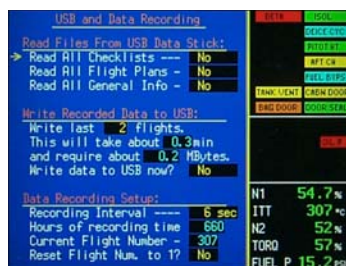 USB and Data Recording
Read Files From USB Data Stick:
Read All Checklists --- No
Read All Flight Plans - No
Read All General Info - No
Write Recorded Data to USB:
Write last 2 flights.
This will take about 0.3min
and require about 0.2 MBytes.
Write data to USB now? No
Data Recording Setup:
Recording Interval ---- 6 sec
Hours of recording time 660
Current Flight Number - 307
Reset Flight Num. to 1? No
BETA ISOL
DEICE CYC
PITOT HT
AFT CH
FUEL BYPS
TANK VENT CABN DOOR
BAG DOOR DOOR SEAL
OIL P
N1 54.7%
ITT 307
N2 52%
TORQ 57%
FUEL P 15.2 PSI